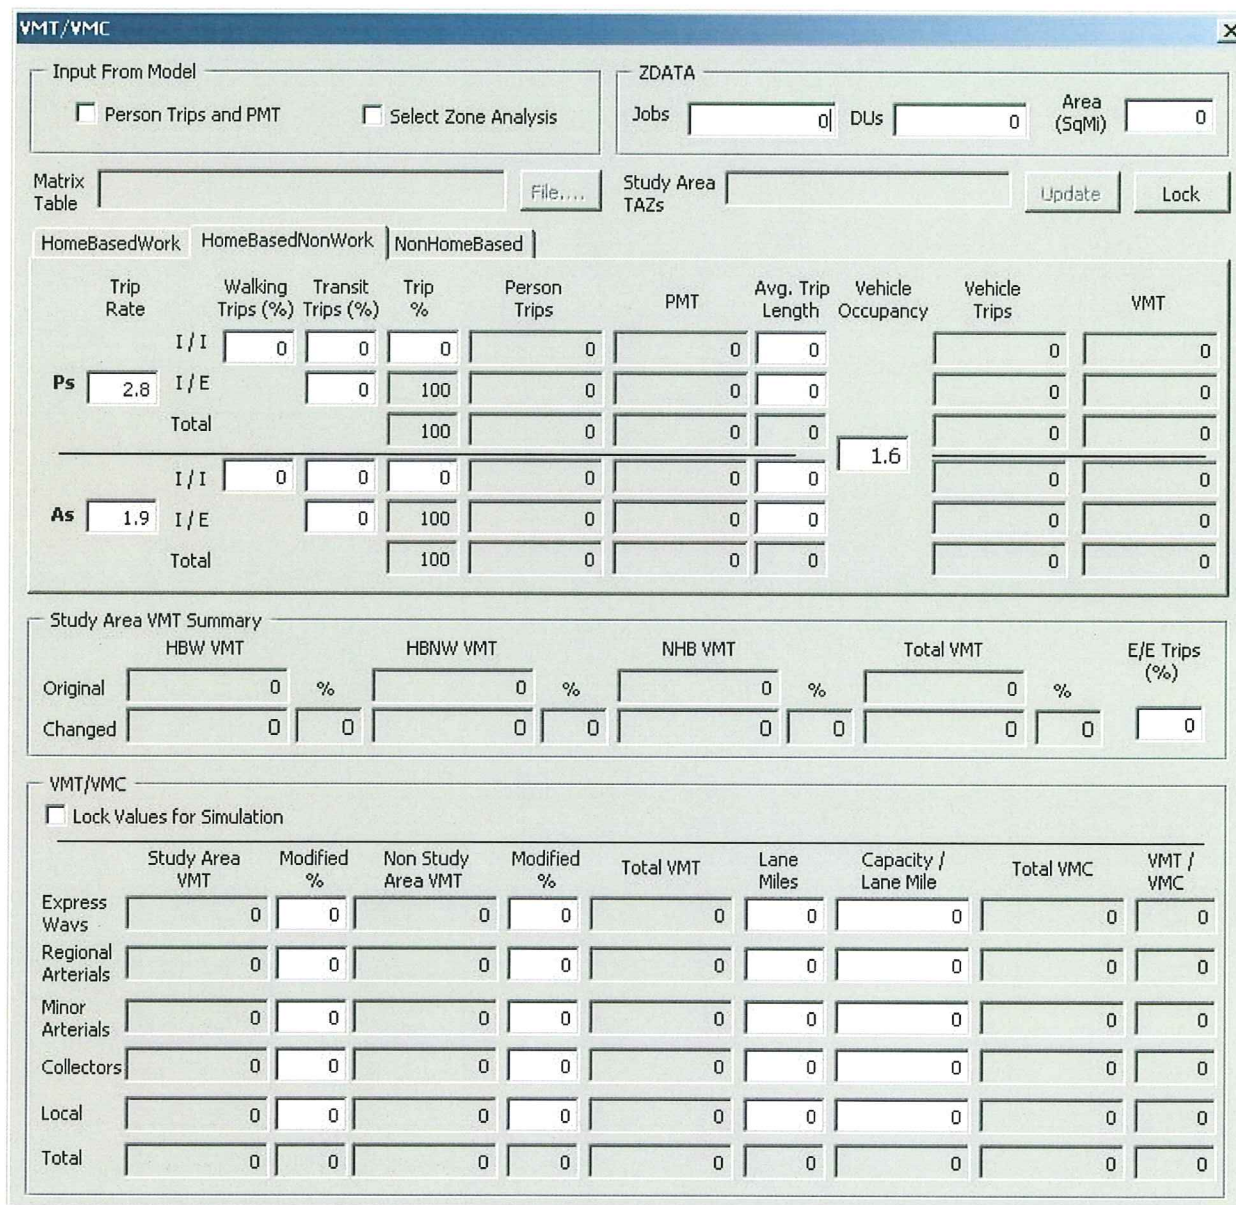 VMT/VMC
Input From Model
Person Trips and PMT Select Zone Analysis
ZDATA
Jobs 0 DUs 0 Area (SqMi) 0
Matrix Table File.... Study Area TAZs Update Lock
HomeBasedWork HomeBasedNonWork NonHomeBased
Trip Rate Walking Trips (%) Transit Trips (%) Trip % Person Trips PMT Avg. Trip Length Vehicle Occupancy Vehicle Trips VMT
I / I 0 0 0 0 0 0 0 0
Ps 2.8 I / E 0 100 0 0 0 0 0
Total 100 0 0 0 0 0
1.6
I / I 0 0 0 0 0 0 0 0
As 1.9 I / E 0 100 0 0 0 0 0
Total 100 0 0 0 0 0
Study Area VMT Summary
HBW VMT HBNW VMT NHB VMT Total VMT E/E Trips (%)
Original 0 % 0 % 0 % 0 %
Changed 0 0 0 0 0 0 0 0 0
VMT/VMC
Lock Values for Simulation
Study Area VMT Modified % Non Study Area VMT Modified % Total VMT Lane Miles Capacity / Lane Mile Total VMC VMT / VMC
Express Wavs 0 0 0 0 0 0 0 0 0
Regional Arterials 0 0 0 0 0 0 0 0 0
Minor Arterials 0 0 0 0 0 0 0 0 0
Collectors 0 0 0 0 0 0 0 0 0
Local 0 0 0 0 0 0 0 0 0
Total 0 0 0 0 0 0 0 0 0